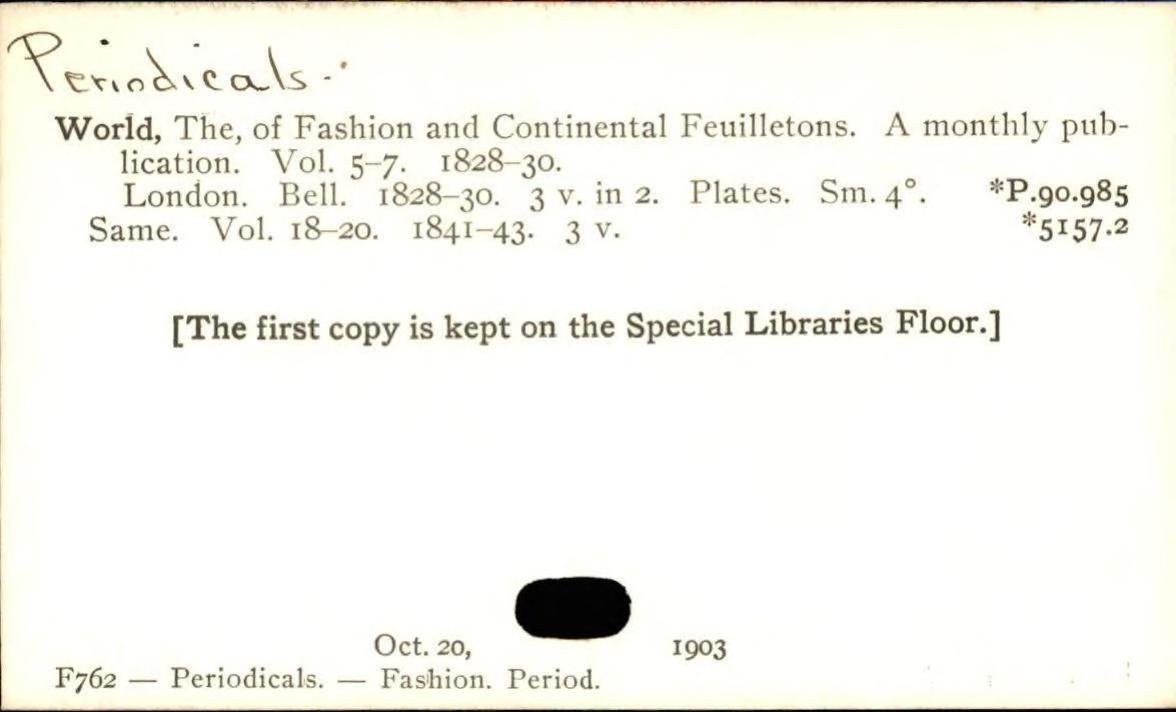 Periodicals.
World, The, of Fashion and Continental Feuilletons. A monthly pub-
lication. Vol. 5–7. 1828–30.
London. Bell. 1828–30. 3 v. in 2. Plates. Sm. 4°. *P.90.985
Same. Vol. 18–20. 1841–43. 3 v. *5157.2
[The first copy is kept on the Special Libraries Floor.]
Oct. 20, 1903
F762 — Periodicals. — Fashion. Period.